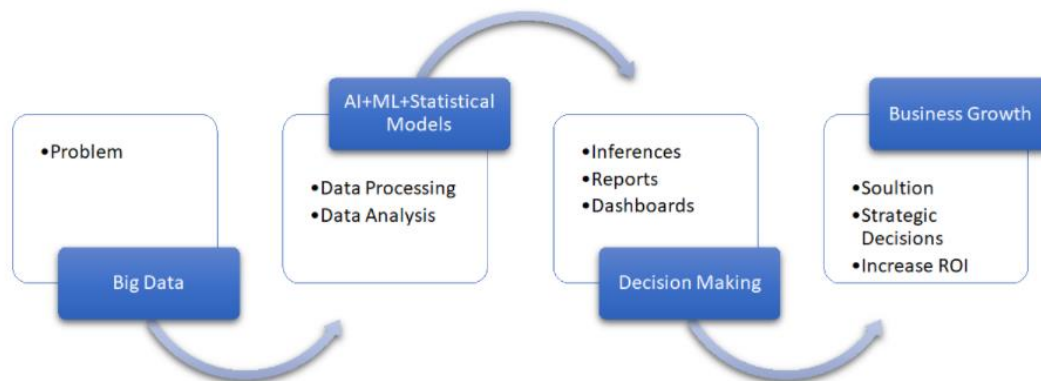 •Problem
Big Data
AI+ML+Statistical
Models
•Data Processing
•Data Analysis
•Inferences
•Reports
•Dashboards
Decision Making
Business Growth
•Soultion
•Strategic
Decisions
•Increase ROI